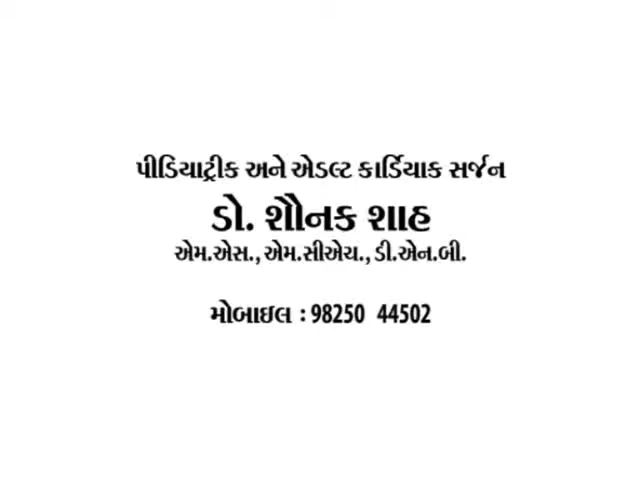 પીડિયાટ્રીક અને એડલ્ટ કાર્ડિયાક સર્જન
ડો. શૌનક શાહ
એમ.એસ., એમ.સીએચ., ડી.એન.બી.
મોબાઇલ : 98250 44502